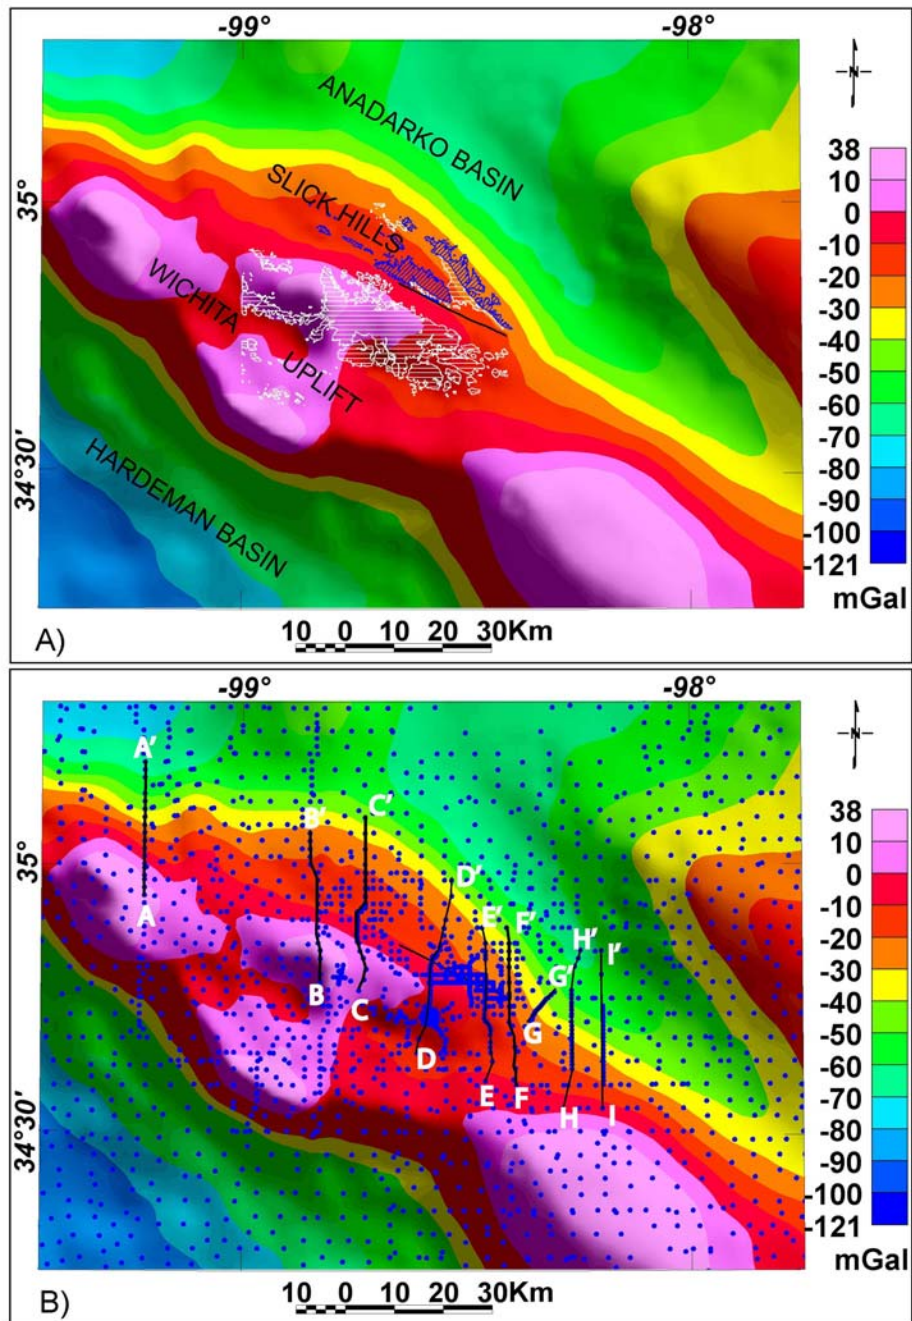 -99° -98°
N
ANADARKO BASIN
SLICK HILLS
WICHITA
UPLIFT
HARDEMAN BASIN
35°
34°30'
38
10
0
-10
-20
-30
-40
-50
-60
-70
-80
-90
-100
-121
mGal
A)
10 0 10 20 30Km
-99° -98°
N
A'
B' C'
D'
E' F'
H' I'
G'
A
B C
D
G
E F H I
35°
34°30'
38
10
0
-10
-20
-30
-40
-50
-60
-70
-80
-90
-100
-121
mGal
B)
10 0 10 20 30Km